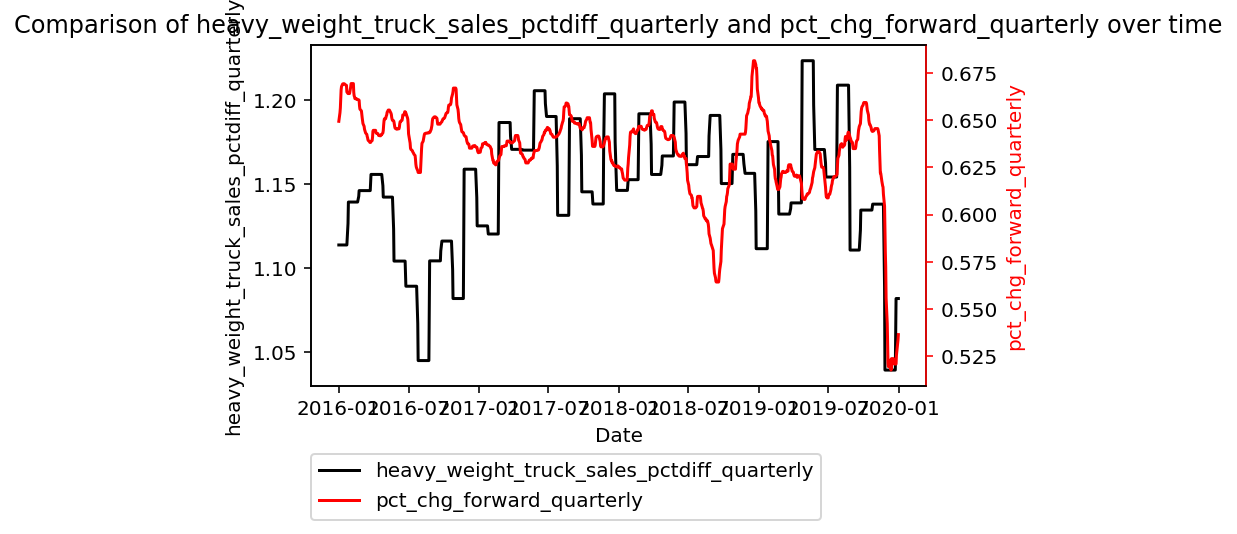 Comparison of heavy_weight_truck_sales_pctdiff_quarterly and pct_chg_forward_quarterly over time
heavy_weight_truck_sales_pctdiff_quarterly
1.20
1.15
1.10
1.05
0.675
0.650
0.625
0.600
0.575
0.550
0.525
pct_chg_forward_quarterly
2016-01 2016-07 2017-01 2017-07 2018-01 2018-07 2019-01 2019-07 2020-01
Date
heavy_weight_truck_sales_pctdiff_quarterly
pct_chg_forward_quarterly